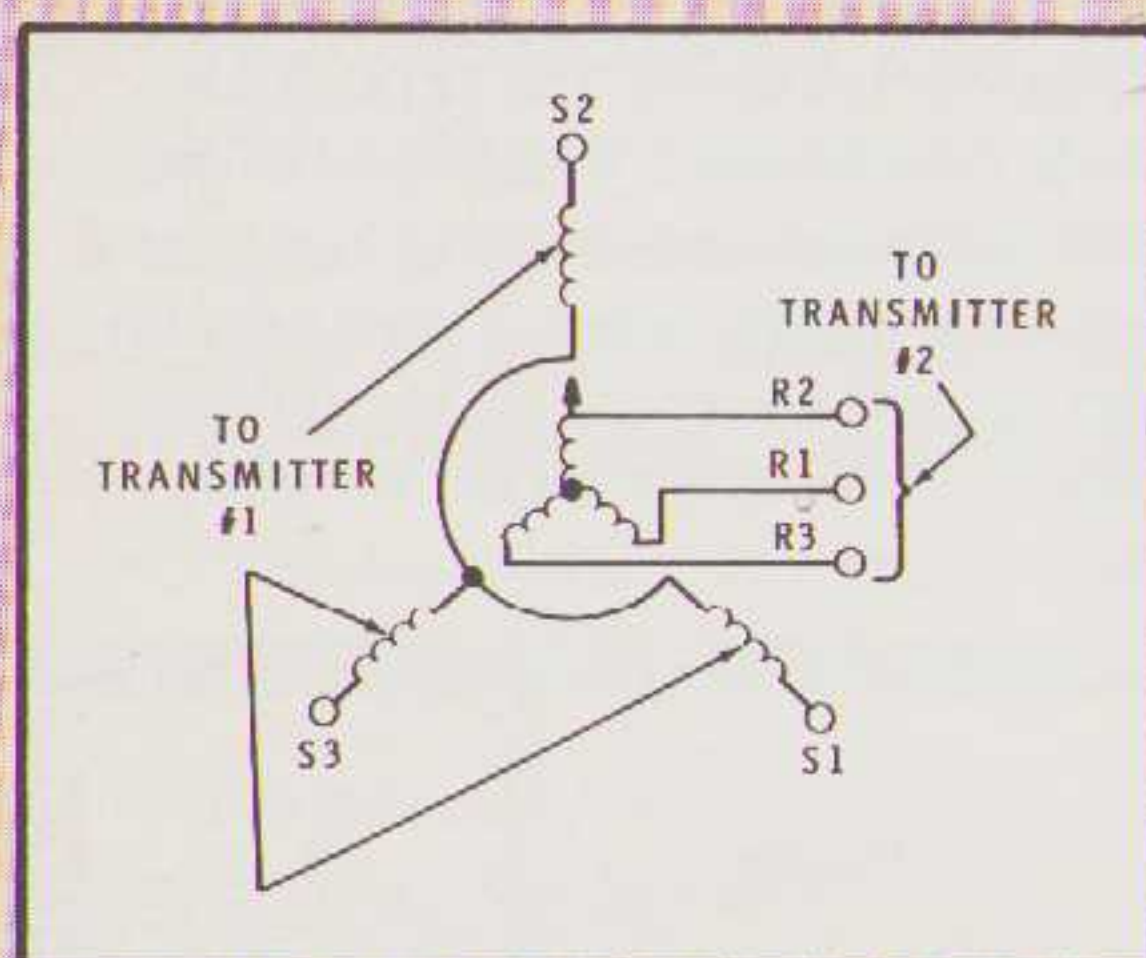 S2
TO
TRANSMITTER
#2
R2
TO
TRANSMITTER
#1
R1
R3
S3
S1